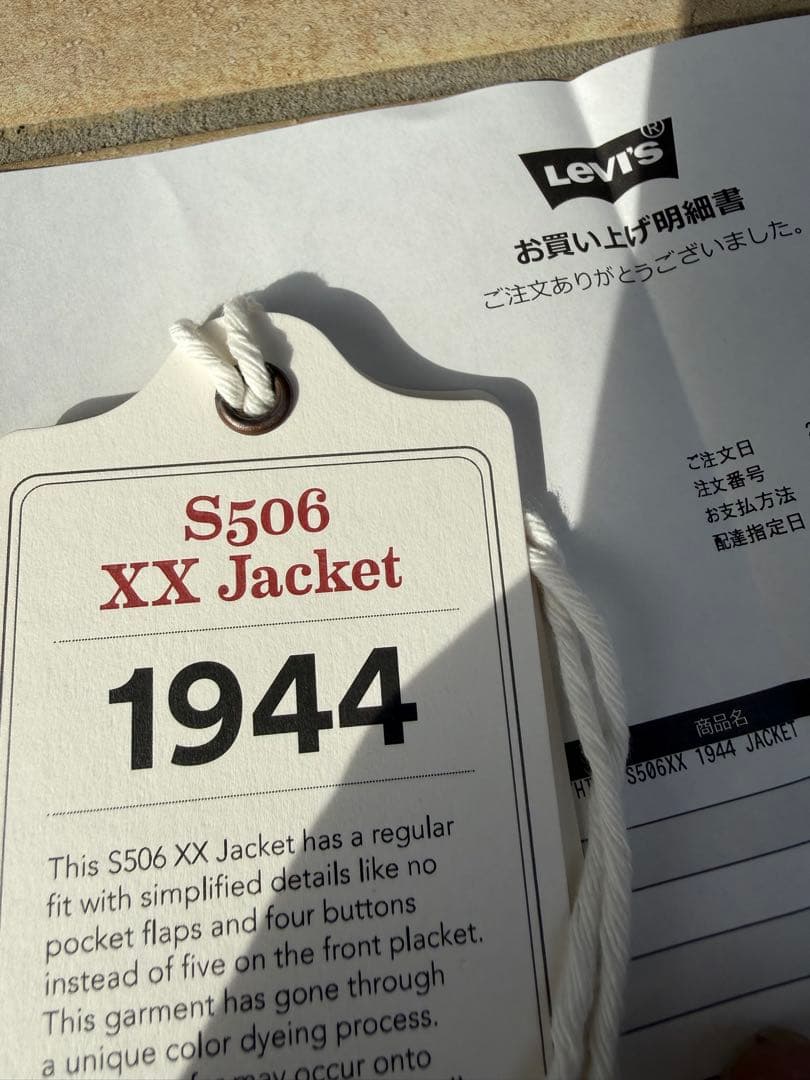 LEVI'S®
お買い上げ明細書
ご注文ありがとうございました。
ご注文日
注文番号
お支払方法
配達指定日
商品名
S506XX 1944 JACKET
S506
XX Jacket
1944
This S506 XX Jacket has a regular
fit with simplified details like no
pocket flaps and four buttons
instead of five on the front placket.
This garment has gone through
a unique color dyeing process.
may occur onto